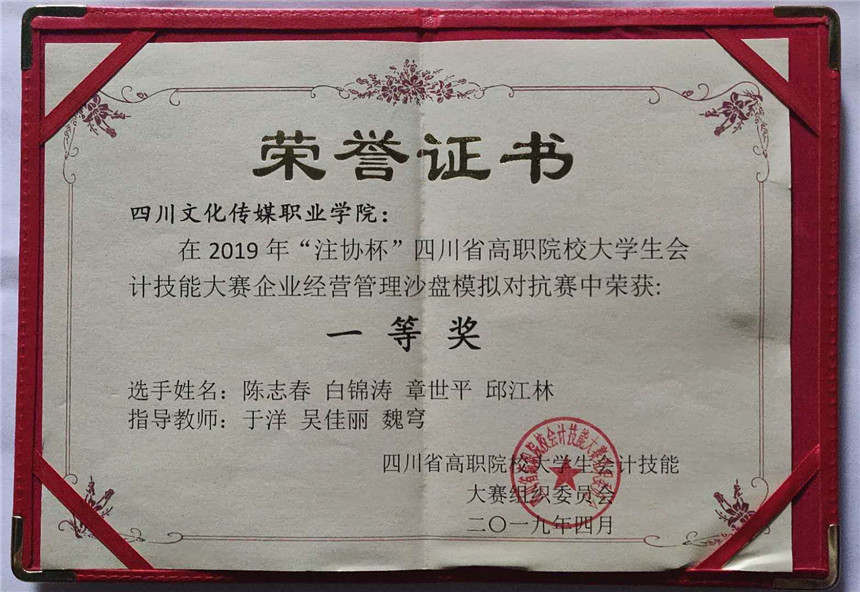 荣誉证书
四川文化传媒职业学院：
在2019年“注协杯”四川省高职院校大学生会
计技能大赛企业经营管理沙盘模拟对抗赛中荣获:
一等奖
选手姓名：陈志春 白锦涛 章世平 邱江林
指导教师：于洋 吴佳丽 魏穹
四川省高职院校大学生会计技能
大赛组织委员会
二〇一九年四月